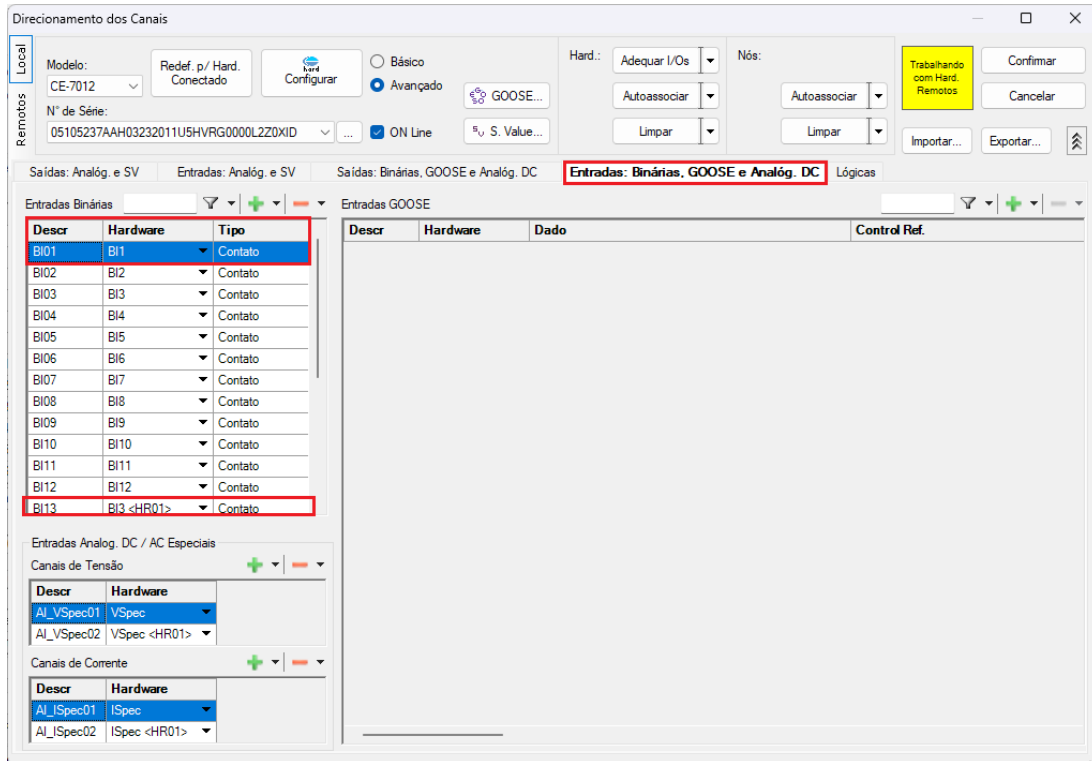 Direcionamento dos Canais
Local
Remotos
Modelo:
CE-7012
Redef. p/ Hard. Conectado
hard
Configurar
Básico
Avançado
GOOSE...
Nº de Série:
05105237AAH03232011U5HVRG0000L2Z0XID
...
ON Line
S. Value...
Hard.:
Adequar I/Os
Autoassociar
Limpar
Nós:
Autoassociar
Limpar
Trabalhando
com Hard.
Remotos
Confirmar
Cancelar
Importar...
Exportar...
Saídas: Analóg. e SV
Entradas: Analóg. e SV
Saídas: Binárias, GOOSE e Analóg. DC
Entradas: Binárias, GOOSE e Analóg. DC
Lógicas
Entradas Binárias
Descr Hardware Tipo
BI01 BI1 Contato
BI02 BI2 Contato
BI03 BI3 Contato
BI04 BI4 Contato
BI05 BI5 Contato
BI06 BI6 Contato
BI07 BI7 Contato
BI08 BI8 Contato
BI09 BI9 Contato
BI10 BI10 Contato
BI11 BI11 Contato
BI12 BI12 Contato
BI13 BI3 <HR01> Contato
Entradas GOOSE
Descr Hardware Dado Control Ref.
Entradas Analog. DC / AC Especiais
Canais de Tensão
Descr Hardware
AI_VSpec01 VSpec
AI_VSpec02 VSpec <HR01>
Canais de Corrente
Descr Hardware
AI_ISpec01 ISpec
AI_ISpec02 ISpec <HR01>